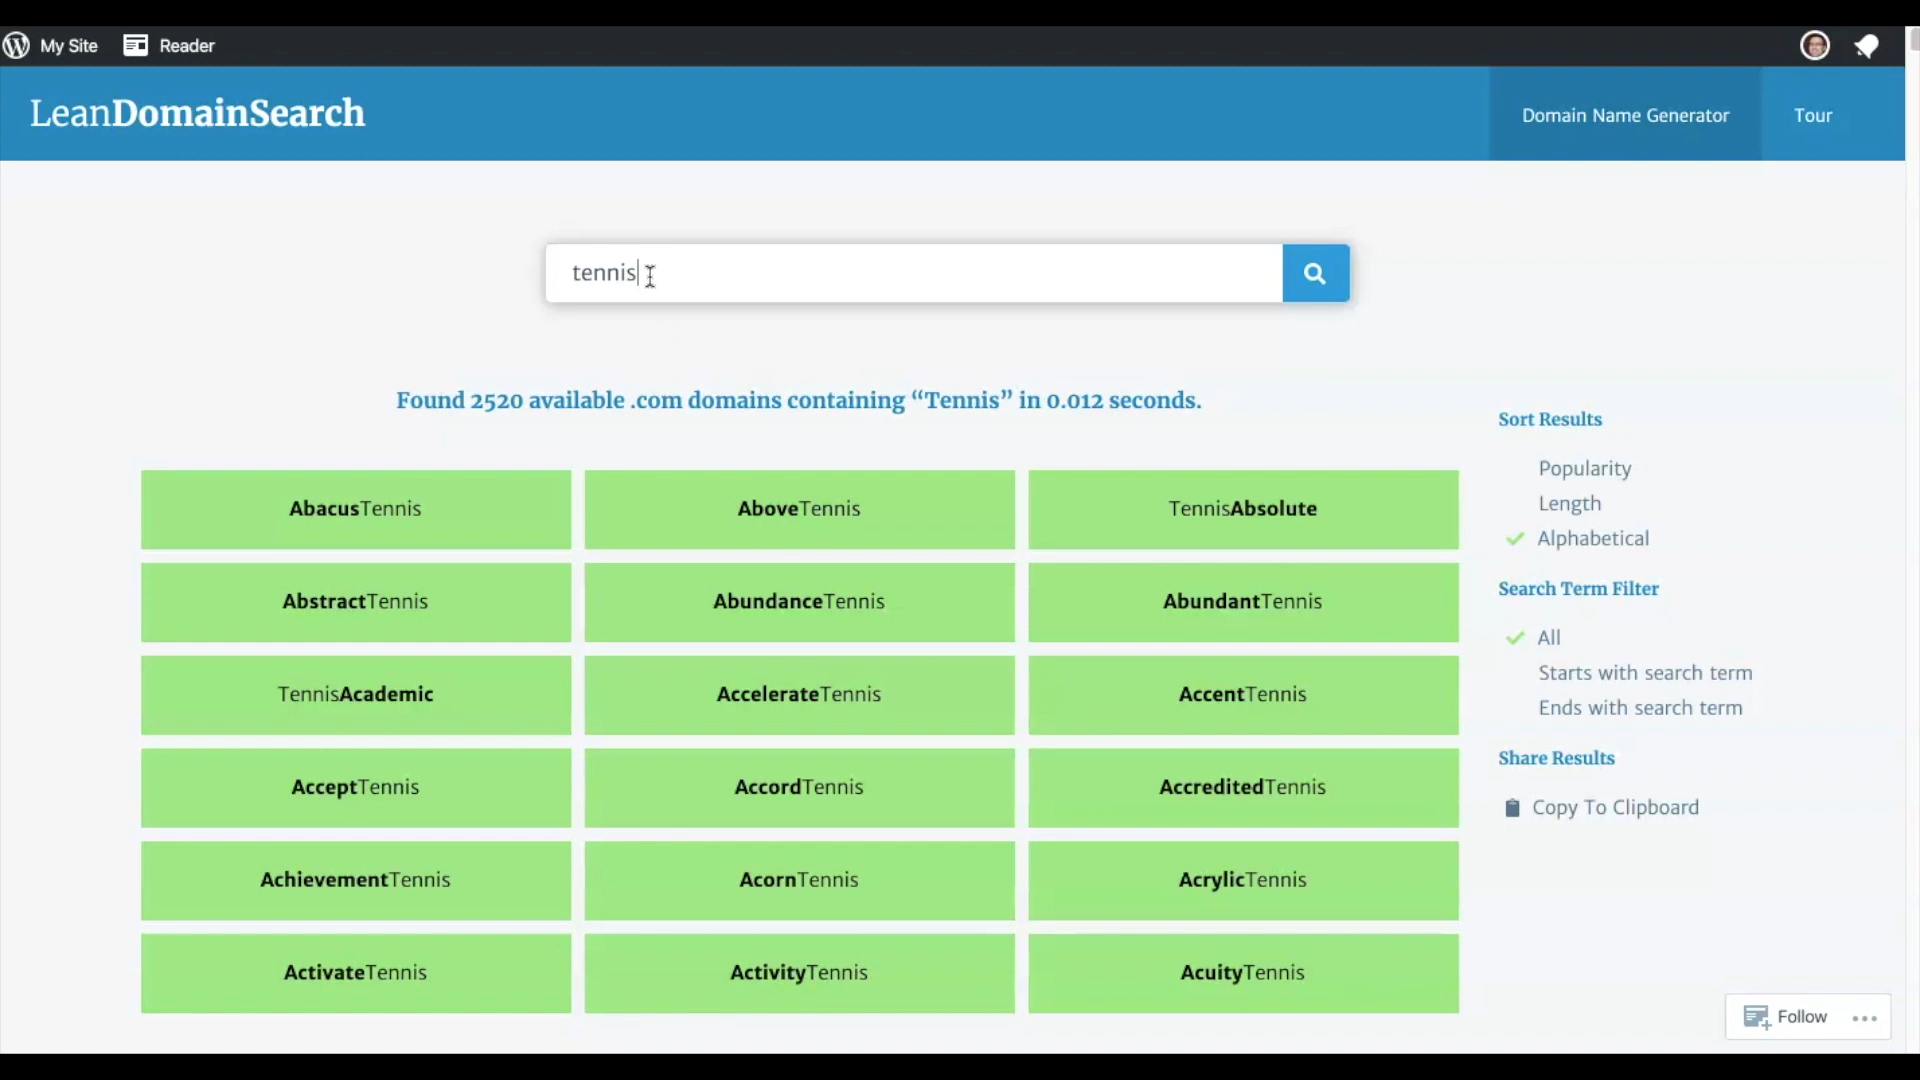 My Site
Reader
LeanDomainSearch
Domain Name Generator
Tour
tennis
Found 2520 available .com domains containing “Tennis” in 0.012 seconds.
AbacusTennis
AboveTennis
TennisAbsolute
AbstractTennis
AbundanceTennis
AbundantTennis
TennisAcademic
AccelerateTennis
AccentTennis
AcceptTennis
AccordTennis
AccreditedTennis
AchievementTennis
AcornTennis
AcrylicTennis
ActivateTennis
ActivityTennis
AcuityTennis
Sort Results
Popularity
Length
Alphabetical
Search Term Filter
All
Starts with search term
Ends with search term
Share Results
Copy To Clipboard
Follow